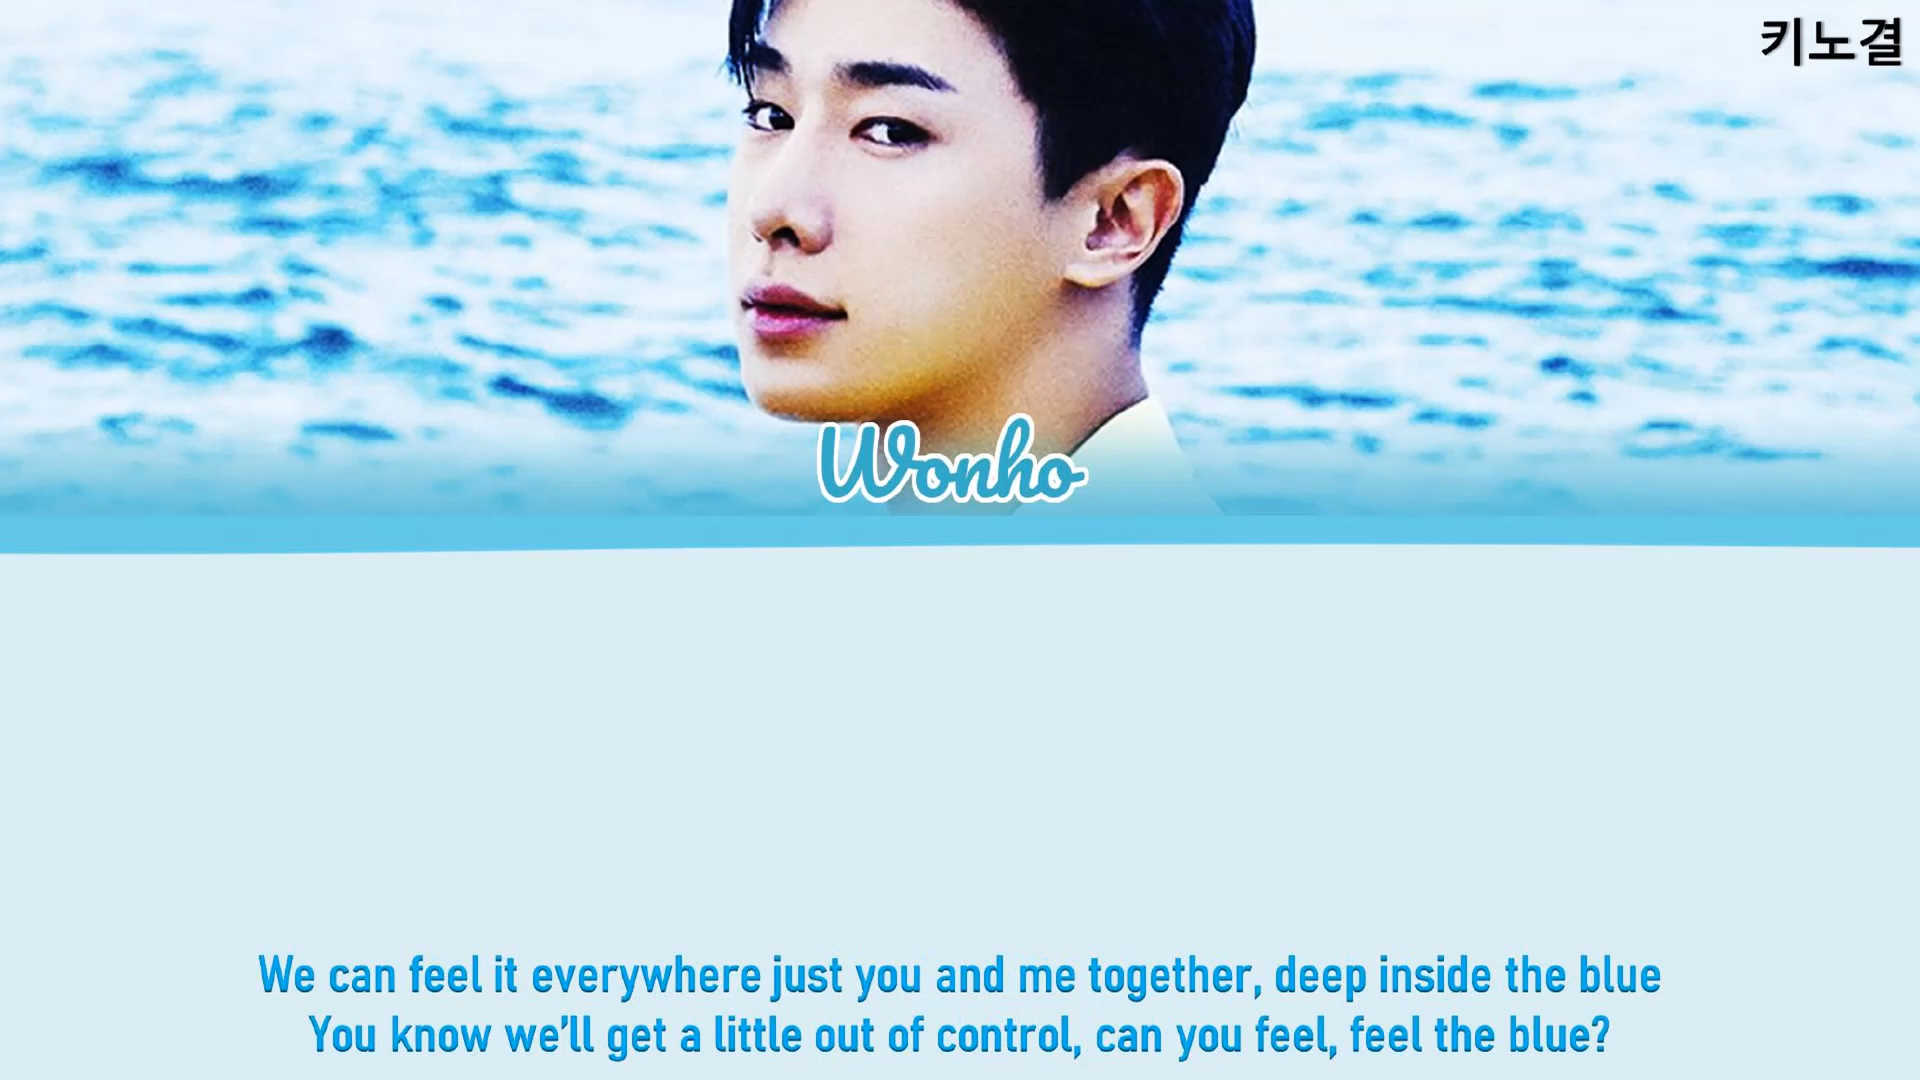 키노결
Wonho
We can feel it everywhere just you and me together, deep inside the blue
You know we'll get a little out of control, can you feel, feel the blue?